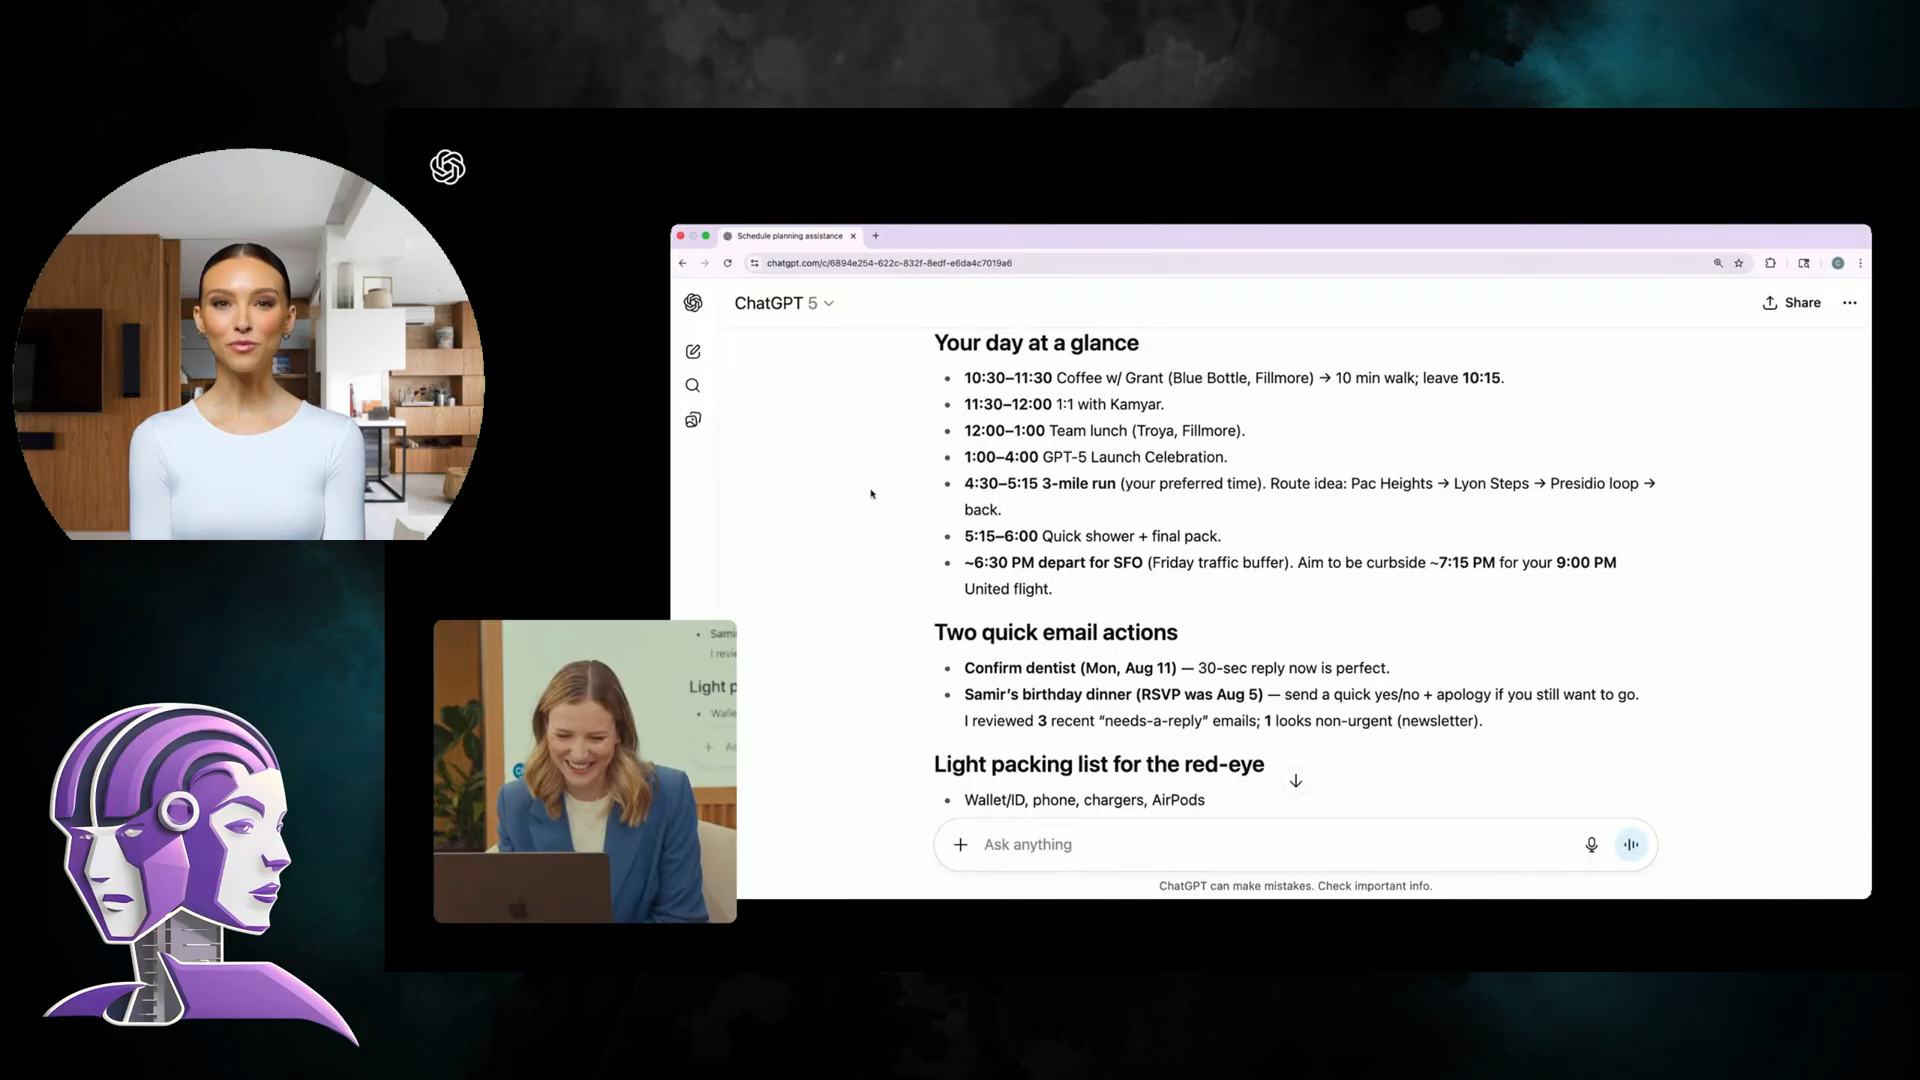 Schedule planning assistance
chatgpt.com/c/6894e254-622c-832f-8edf-e6da4c7019a6
ChatGPT 5
Share
Your day at a glance
• 10:30–11:30 Coffee w/ Grant (Blue Bottle, Fillmore) → 10 min walk; leave 10:15.
• 11:30–12:00 1:1 with Kamyar.
• 12:00–1:00 Team lunch (Troya, Fillmore).
• 1:00–4:00 GPT-5 Launch Celebration.
• 4:30–5:15 3-mile run (your preferred time). Route idea: Pac Heights → Lyon Steps → Presidio loop →
back.
• 5:15–6:00 Quick shower + final pack.
• ~6:30 PM depart for SFO (Friday traffic buffer). Aim to be curbside ~7:15 PM for your 9:00 PM
United flight.
Two quick email actions
• Confirm dentist (Mon, Aug 11) — 30-sec reply now is perfect.
• Samir’s birthday dinner (RSVP was Aug 5) — send a quick yes/no + apology if you still want to go.
I reviewed 3 recent “needs-a-reply” emails; 1 looks non-urgent (newsletter).
Light packing list for the red-eye
• Wallet/ID, phone, chargers, AirPods
Ask anything
ChatGPT can make mistakes. Check important info.
• Sami
I revie
Light p
• Walle
+ As